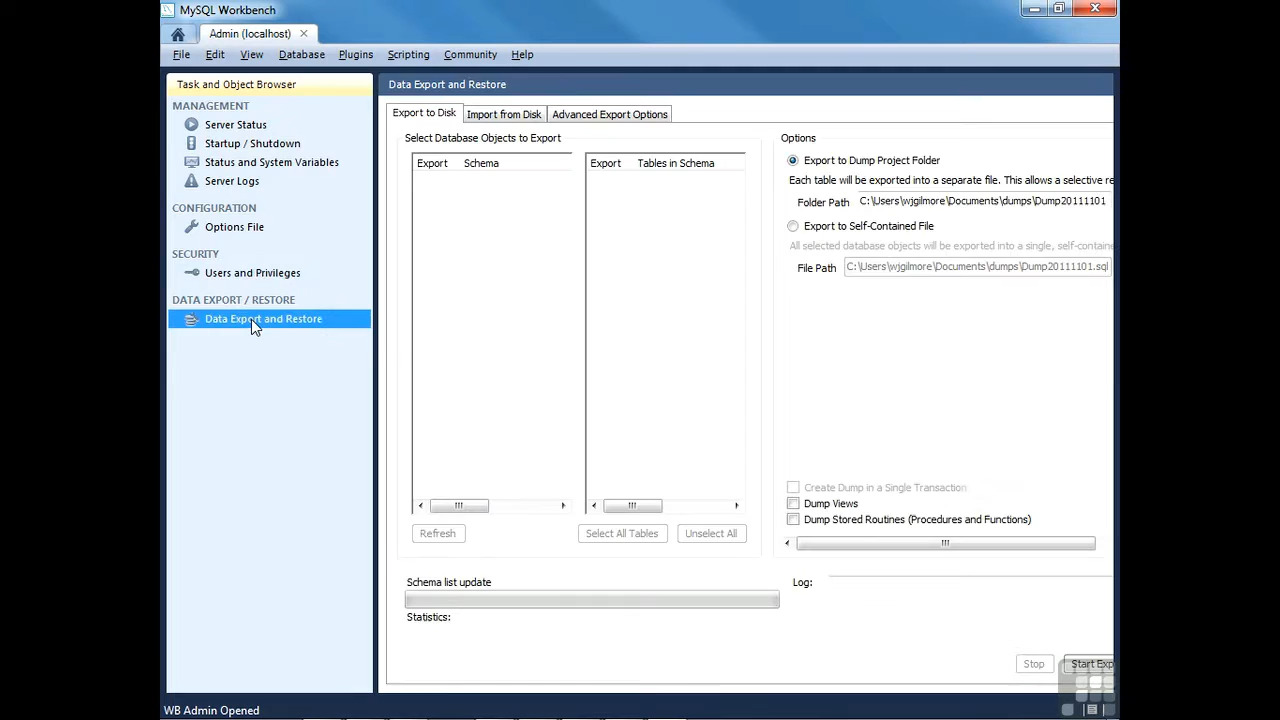 MySQL Workbench
Admin (localhost)
File Edit View Database Plugins Scripting Community Help
Task and Object Browser
MANAGEMENT
Server Status
Startup / Shutdown
Status and System Variables
Server Logs
CONFIGURATION
Options File
SECURITY
Users and Privileges
DATA EXPORT / RESTORE
Data Export and Restore
Data Export and Restore
Export to Disk Import from Disk Advanced Export Options
Select Database Objects to Export
Export Schema
Export Tables in Schema
Refresh
Select All Tables Unselect All
Options
Export to Dump Project Folder
Each table will be exported into a separate file. This allows a selective re
Folder Path C:\Users\wjgilmore\Documents\dumps\Dump20111101
Export to Self-Contained File
All selected database objects will be exported into a single, self-containe
File Path C:\Users\wjgilmore\Documents\dumps\Dump20111101.sql
Create Dump in a Single Transaction
Dump Views
Dump Stored Routines (Procedures and Functions)
Schema list update
Statistics:
Log:
Stop Start Exp
WB Admin Opened